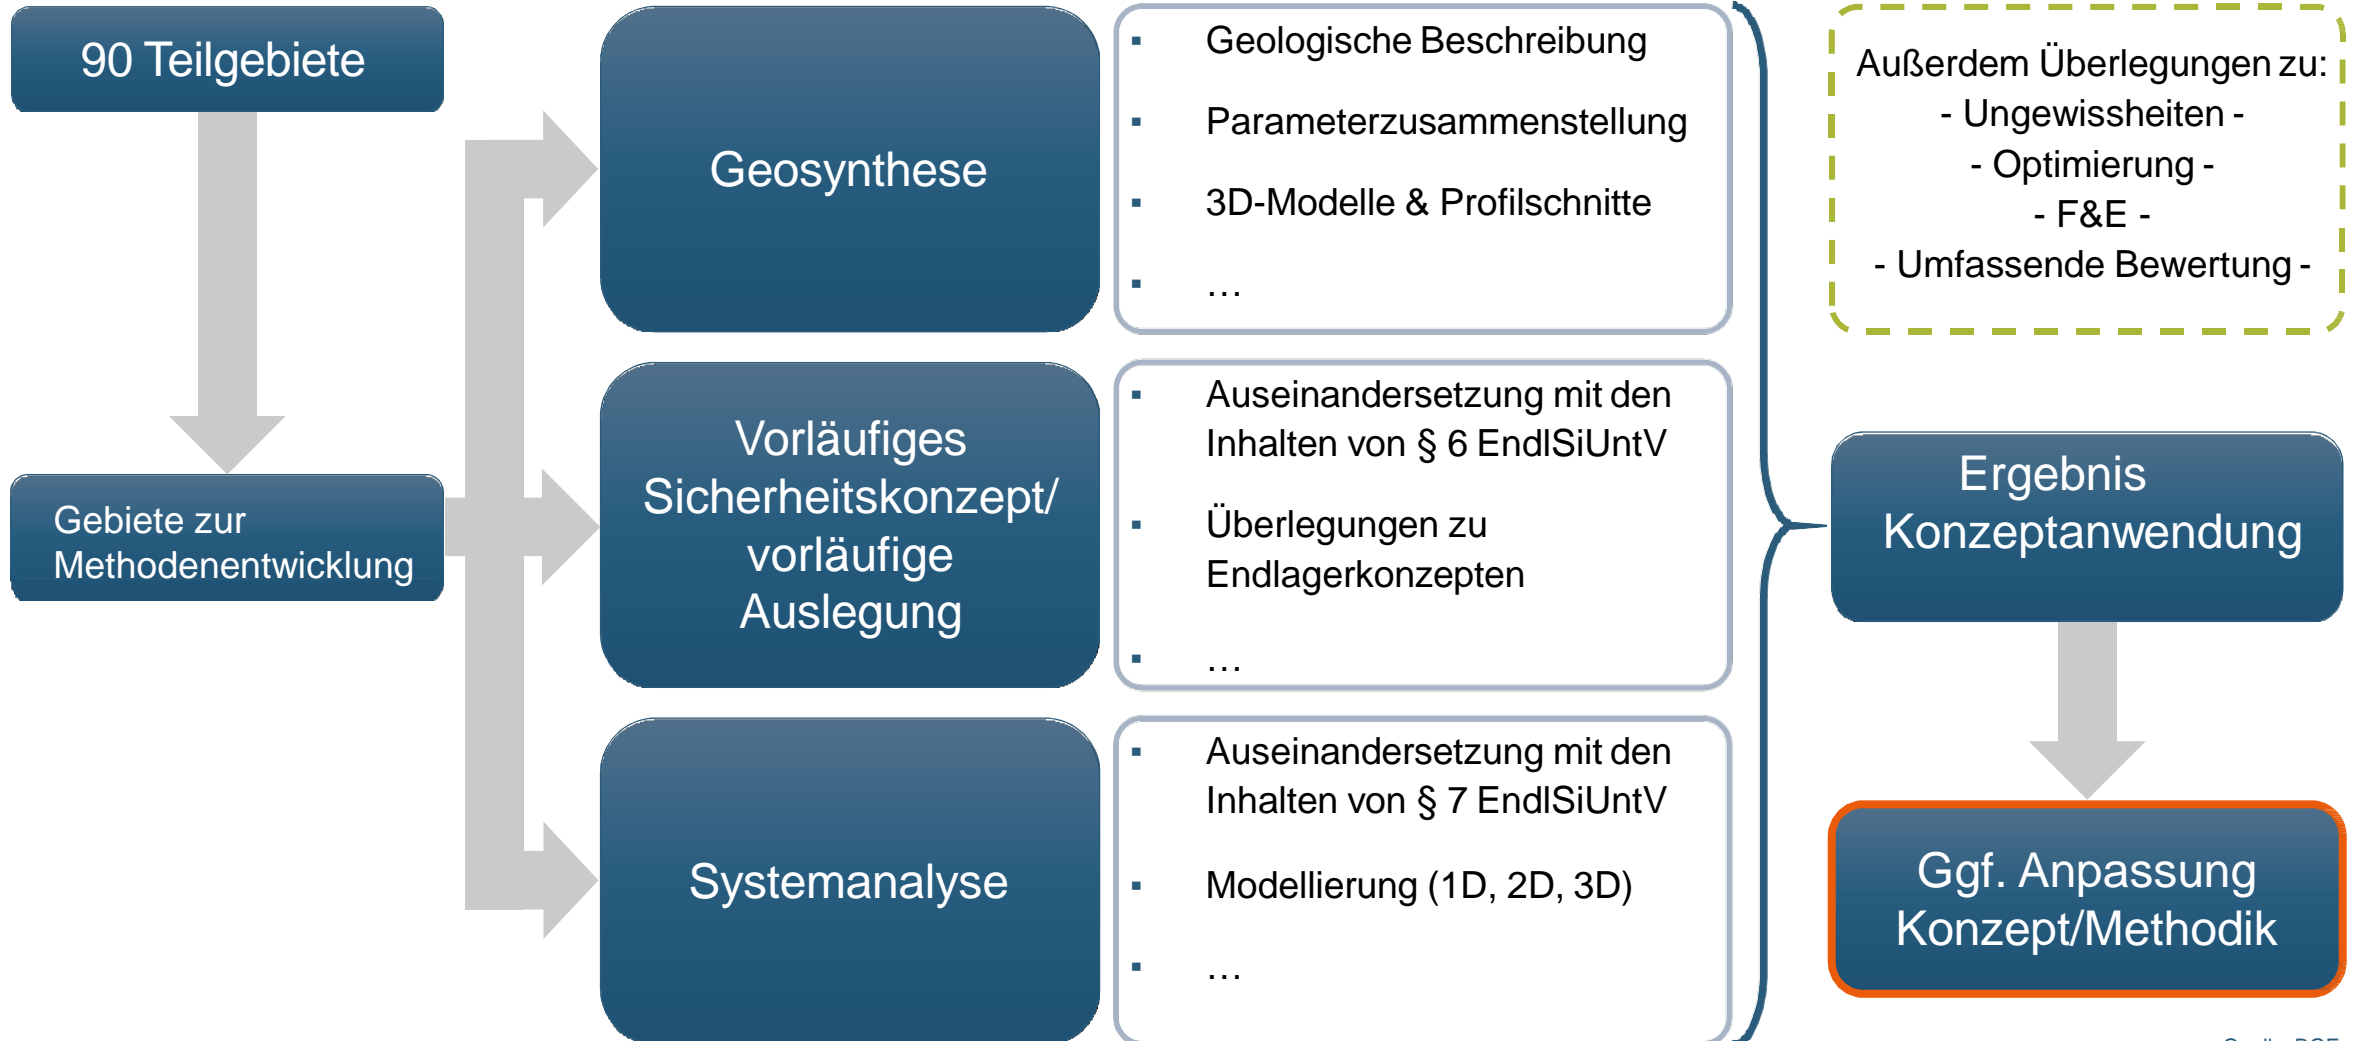 90 Teilgebiete
Gebiete zur
Methodenentwicklung
Geosynthese
▪ Geologische Beschreibung
▪ Parameterzusammenstellung
▪ 3D-Modelle & Profilschnitte
▪ …
Vorläufiges
Sicherheitskonzept/
vorläufige
Auslegung
▪ Auseinandersetzung mit den
Inhalten von § 6 EndlSiUntV
▪ Überlegungen zu
Endlagerkonzepten
▪ …
Systemanalyse
▪ Auseinandersetzung mit den
Inhalten von § 7 EndlSiUntV
▪ Modellierung (1D, 2D, 3D)
▪ …
Außerdem Überlegungen zu:
- Ungewissheiten -
- Optimierung -
- F&E -
- Umfassende Bewertung -
Ergebnis
Konzeptanwendung
Ggf. Anpassung
Konzept/Methodik